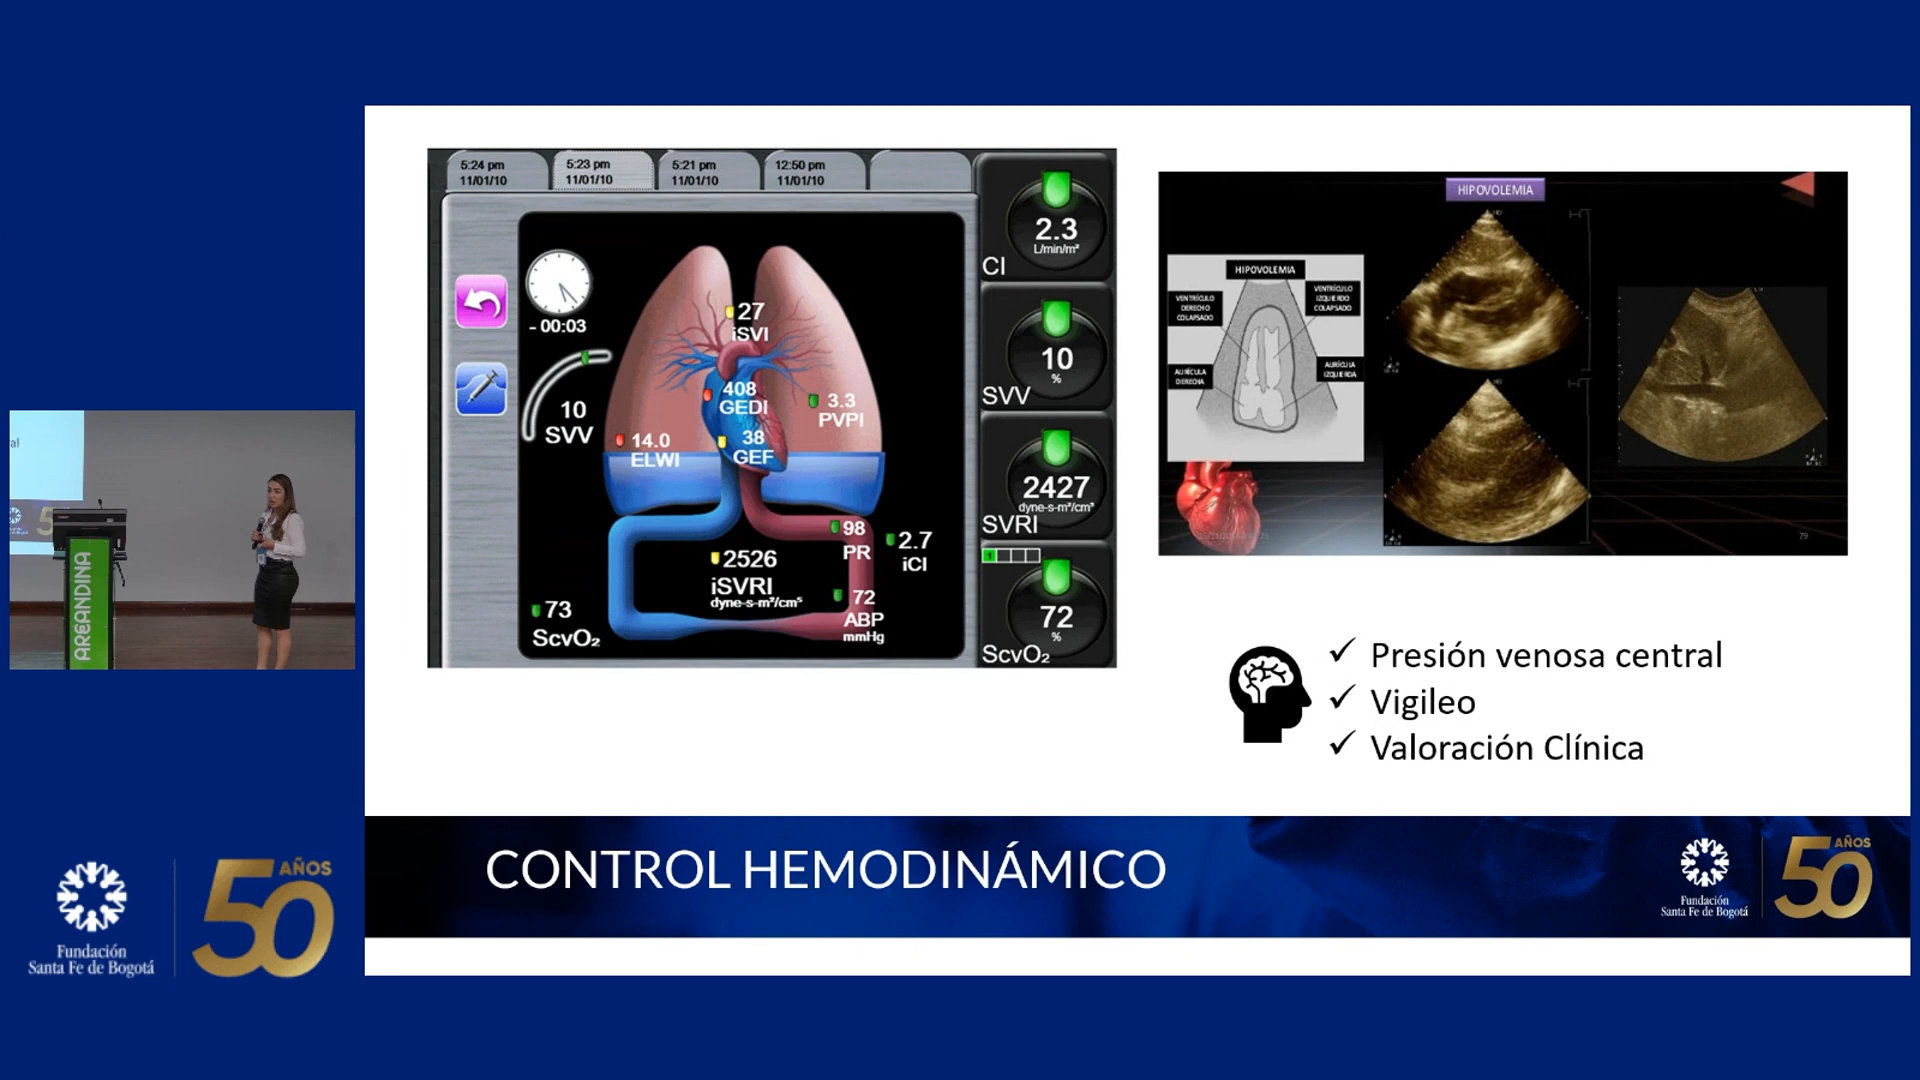 5:24 pm
11/01/10
5:23 pm
11/01/10
5:21 pm
11/01/10
12:50 pm
11/01/10
- 00:03
10
SVV
27
iSVI
408
GEDI
3.3
PVPI
14.0
ELWI
38
GEF
98
PR
2.7
iCI
2526
iSVRI
dyne-s-m²/cm⁵
72
ABP
mmHg
73
ScvO₂
2.3
L/min/m²
CI
10
%
SVV
2427
dyne-s-m²/cm⁵
SVRI
1
72
%
ScvO₂
HIPOVOLEMIA
HIPOVOLEMIA
VENTRÍCULO
DERECHO
COLAPSADO
VENTRÍCULO
IZQUIERDO
COLAPSADO
AURÍCULA
DERECHA
AURÍCULA
IZQUIERDA
79
✓ Presión venosa central
✓ Vigileo
✓ Valoración Clínica
CONTROL HEMODINÁMICO
Fundación
Santa Fe de Bogotá
50 AÑOS
al
5
AREANDINA
Fundación
Santa Fe de Bogotá
50 AÑOS